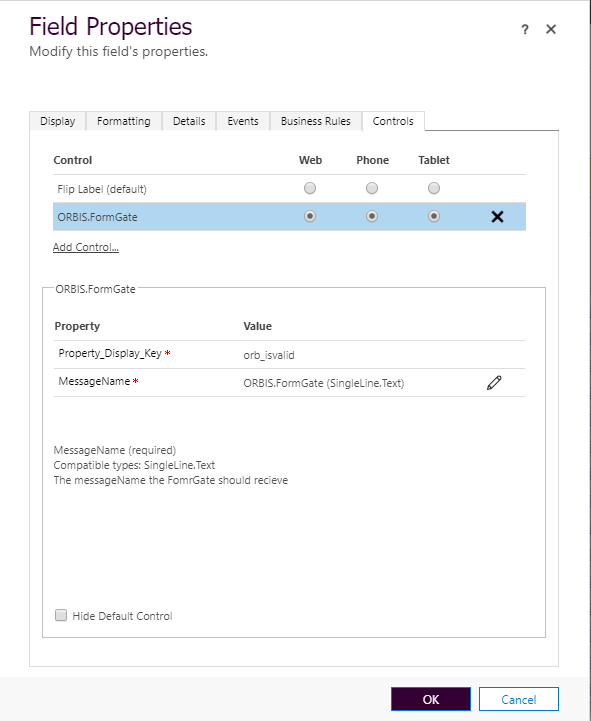 Field Properties
? ✕
Modify this field's properties.
Display Formatting Details Events Business Rules Controls
Control Web Phone Tablet
Flip Label (default)
ORBIS.FormGate
Add Control...
ORBIS.FormGate
Property Value
Property_Display_Key * orb_isvalid
MessageName * ORBIS.FormGate (SingleLine.Text)
MessageName (required)
Compatible types: SingleLine.Text
The messageName the FomrGate should recieve
Hide Default Control
OK Cancel